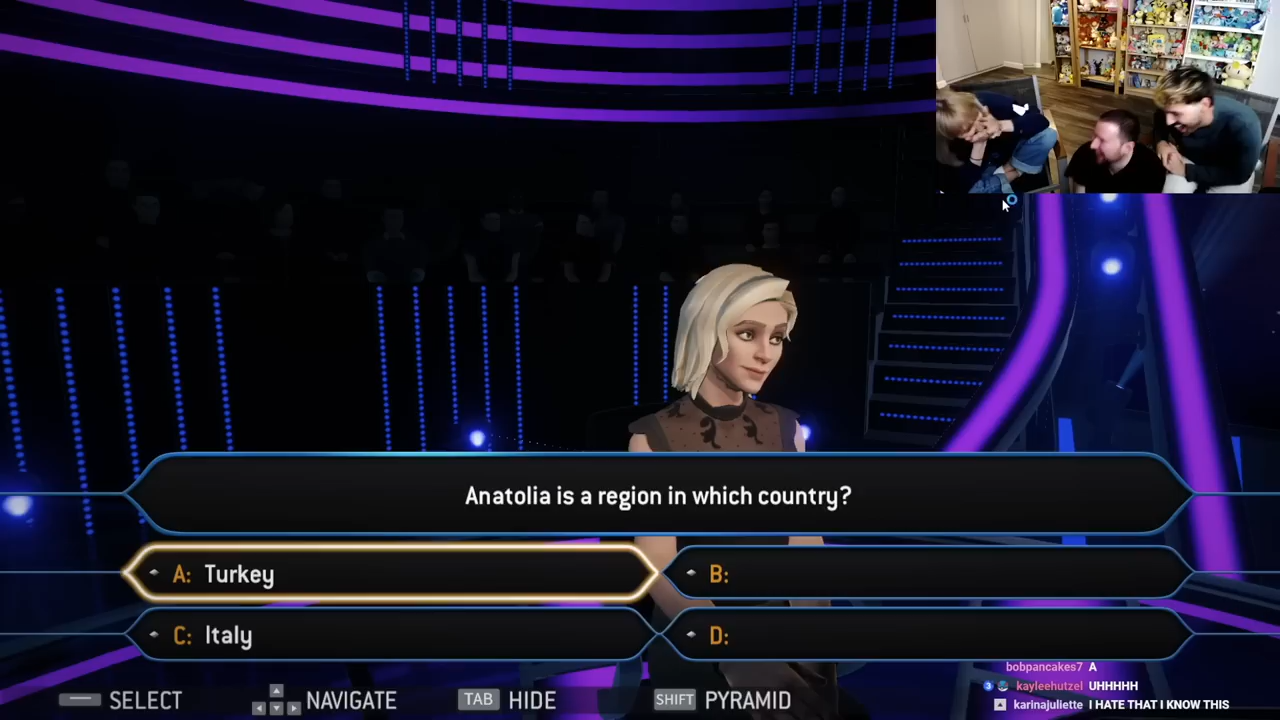 Anatolia is a region in which country?
A: Turkey
B:
C: Italy
D:
SELECT
NAVIGATE
TAB HIDE
SHIFT PYRAMID
bobpancakes7 A
3 kayleehutzel UHHHHH
karinajuliette I HATE THAT I KNOW THIS